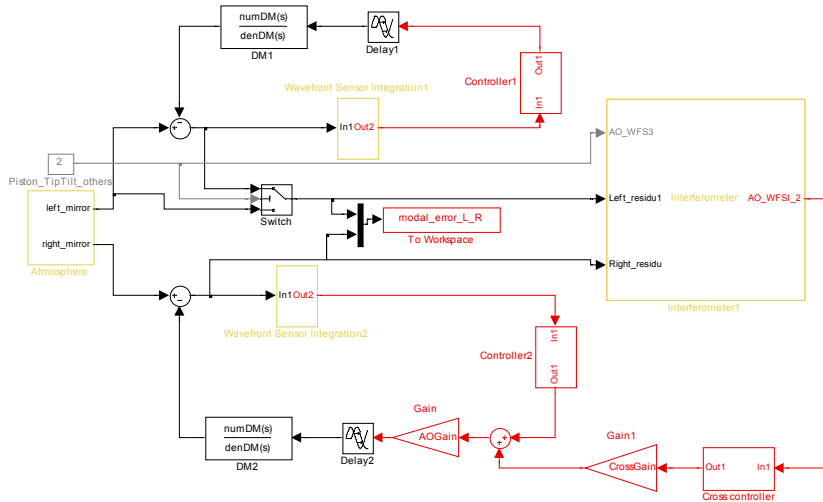 numDM(s)
denDM(s)
DM1
Delay1
Controller1
Out1
In1
Wavefront Sensor Integration1
In1 Out2
2
Piston_TipTilt_others
left_mirror
right_mirror
Atmosphere
Switch
modal_error_L_R
To Workspace
AO_WFS3
Left_residu1
Interferometer
AO_WFSI_2
Right_residu
Interferometer1
In1 Out2
Wavefront Sensor Integration2
Controller2
In1
Out1
numDM(s)
denDM(s)
DM2
Delay2
Gain
AOGain
Gain1
CrossGain
Out1
In1
Cross controller